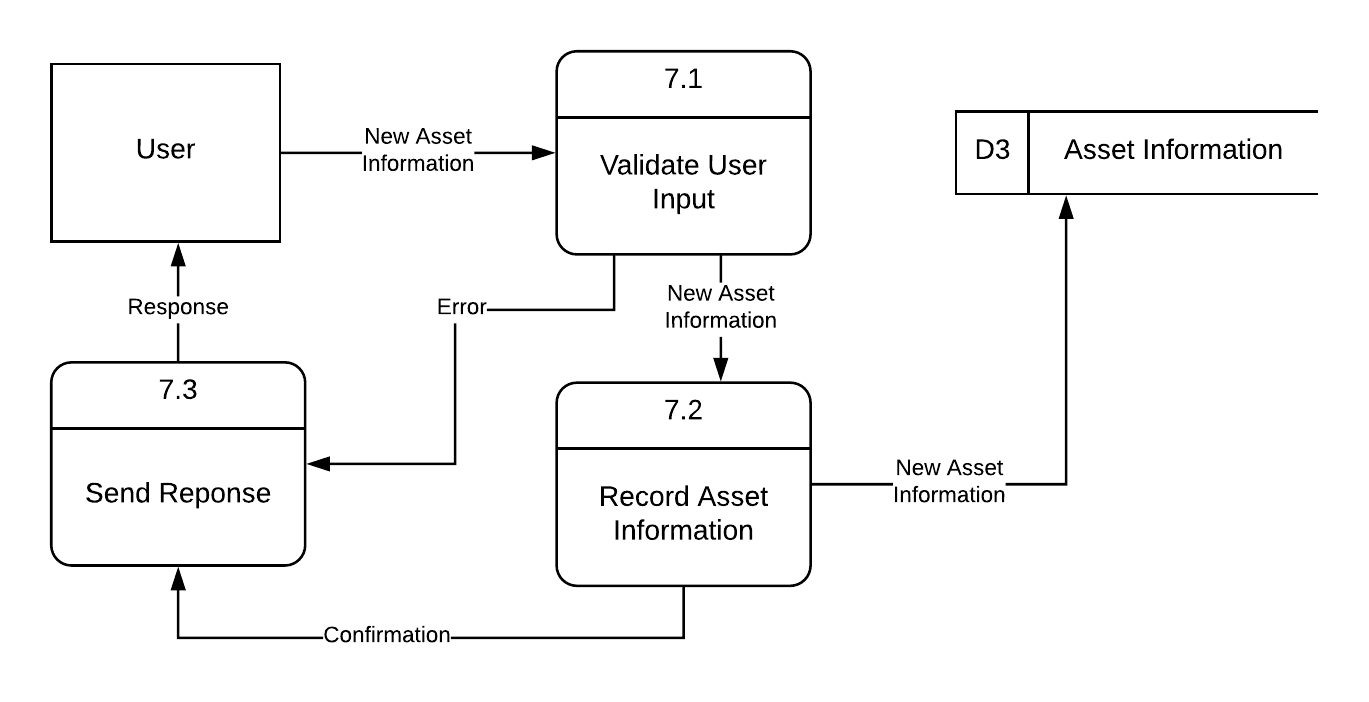 7.1
User
New Asset
Information
Validate User
Input
D3
Asset Information
Response
Error
New Asset
Information
7.3
Send Reponse
7.2
Record Asset
Information
New Asset
Information
Confirmation